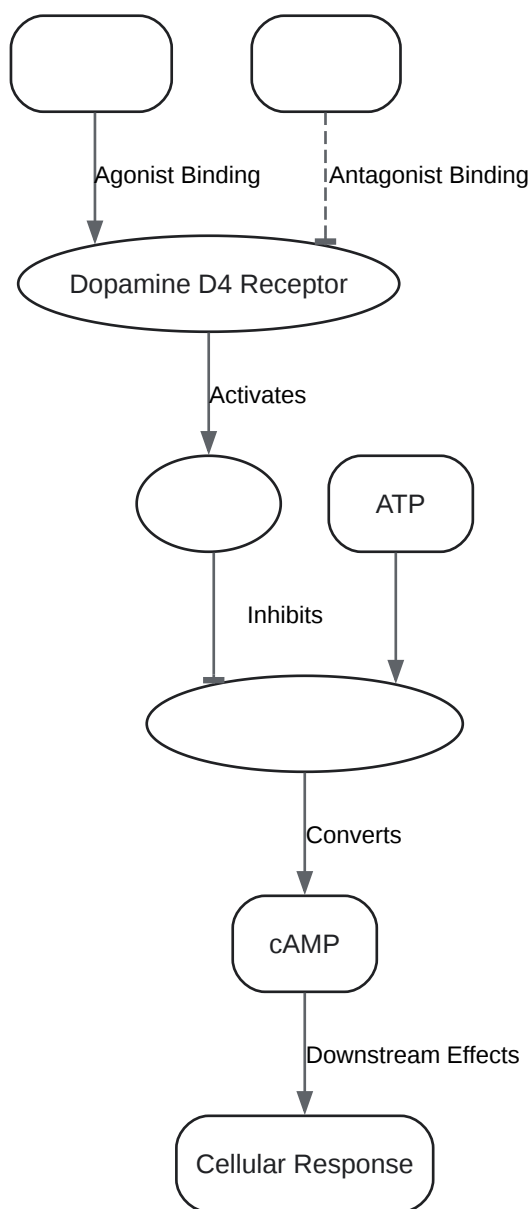 Agonist Binding
Antagonist Binding
Dopamine D4 Receptor
Activates
ATP
Inhibits
Converts
cAMP
Downstream Effects
Cellular Response